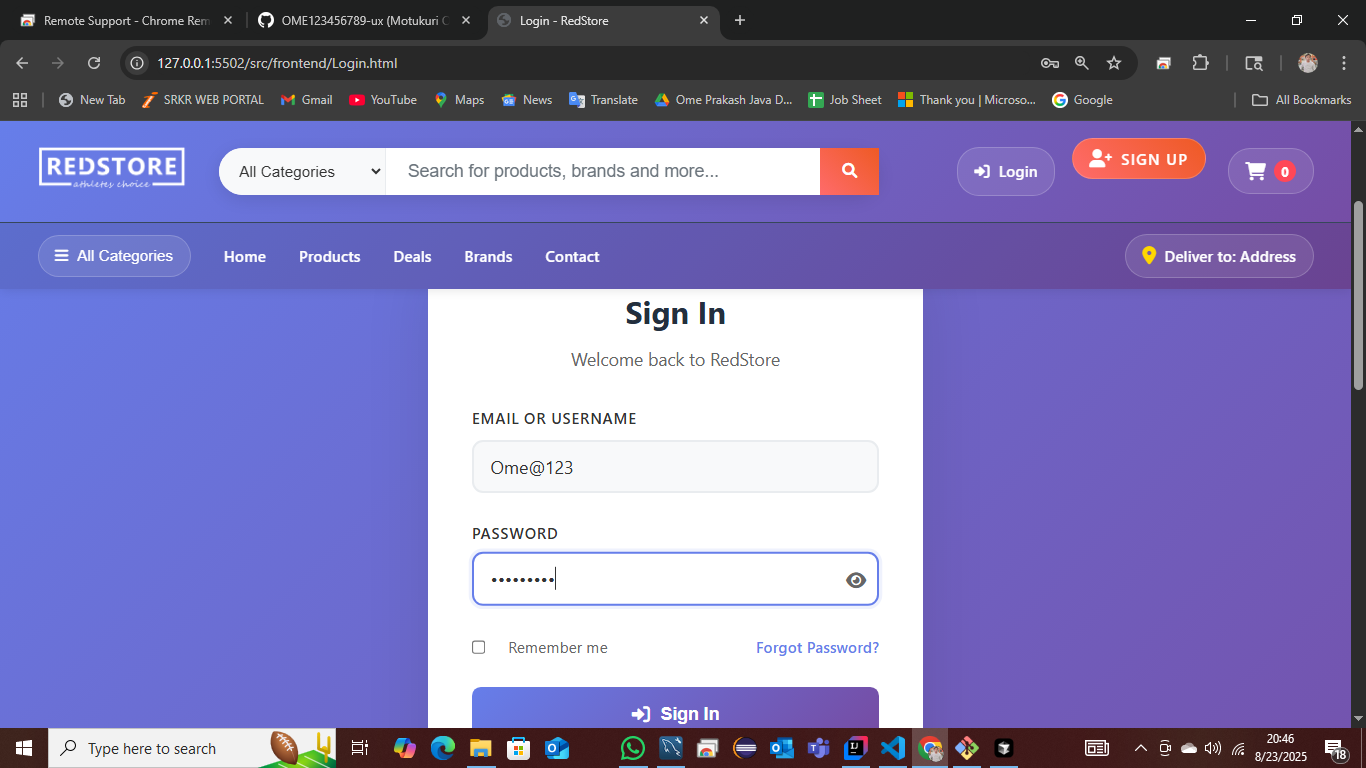 Remote Support - Chrome Rem
OME123456789-ux (Motukuri O
Login - RedStore
127.0.0.1:5502/src/frontend/Login.html
New Tab
SRKR WEB PORTAL
Gmail
YouTube
Maps
News
Translate
Ome Prakash Java D...
Job Sheet
Thank you | Microso...
Google
All Bookmarks
REDSTORE
athletes choice
All Categories
Search for products, brands and more...
Login
SIGN UP
0
All Categories
Home
Products
Deals
Brands
Contact
Deliver to: Address
Sign In
Welcome back to RedStore
EMAIL OR USERNAME
Ome@123
PASSWORD
•••••••••
Remember me
Forgot Password?
Sign In
Type here to search
20:46
8/23/2025
18